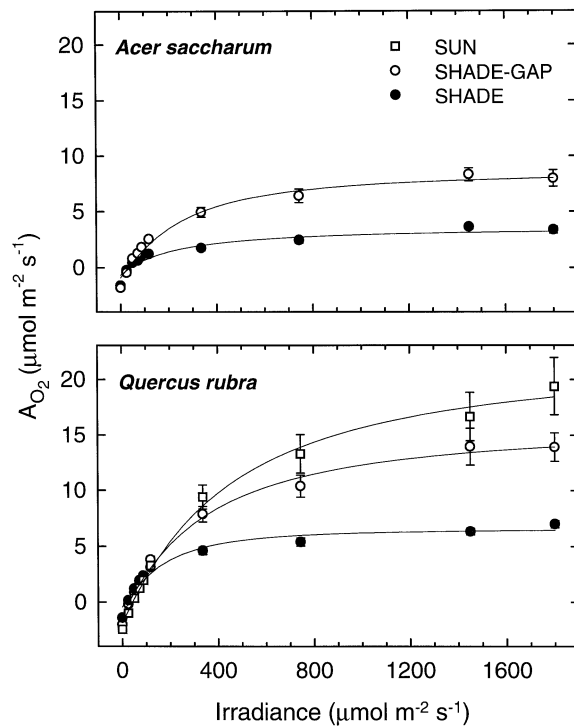 20
15
10
5
0
Acer saccharum
SUN
SHADE-GAP
SHADE
A_O₂ (μmol m⁻² s⁻¹)
20
15
10
5
0
Quercus rubra
0 400 800 1200 1600
Irradiance (μmol m⁻² s⁻¹)